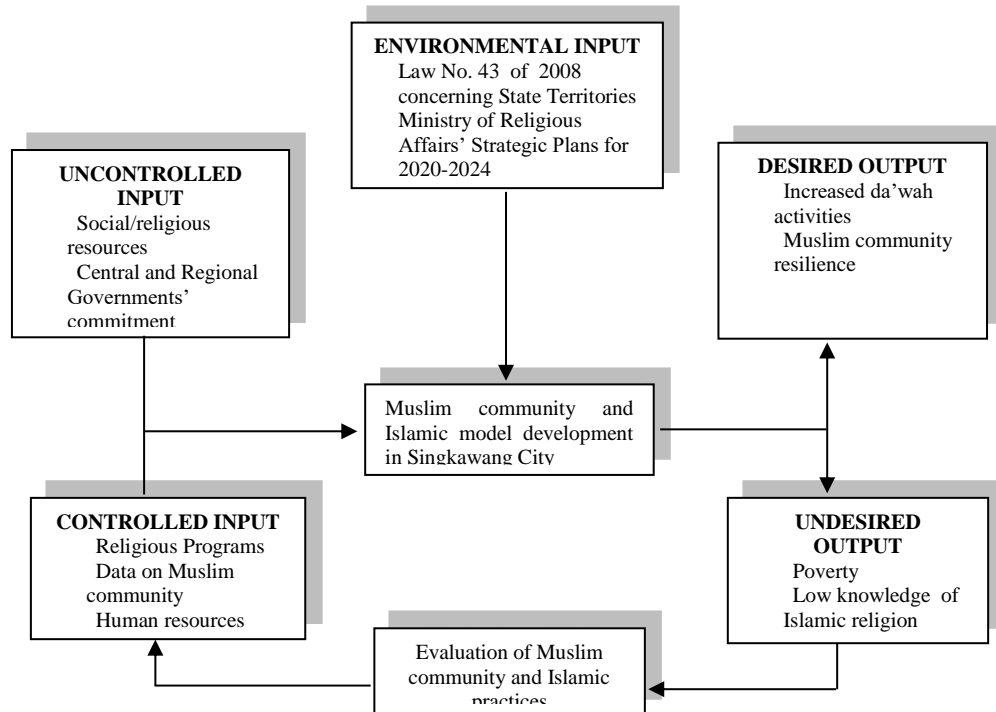 ENVIRONMENTAL INPUT
Law No. 43 of 2008
concerning State Territories
Ministry of Religious
Affairs’ Strategic Plans for
2020-2024
UNCONTROLLED
INPUT
Social/religious
resources
Central and Regional
Governments’
commitment
DESIRED OUTPUT
Increased da’wah
activities
Muslim community
resilience
Muslim community and
Islamic model development
in Singkawang City
CONTROLLED INPUT
Religious Programs
Data on Muslim
community
Human resources
UNDESIRED
OUTPUT
Poverty
Low knowledge of
Islamic religion
Evaluation of Muslim
community and Islamic
practices